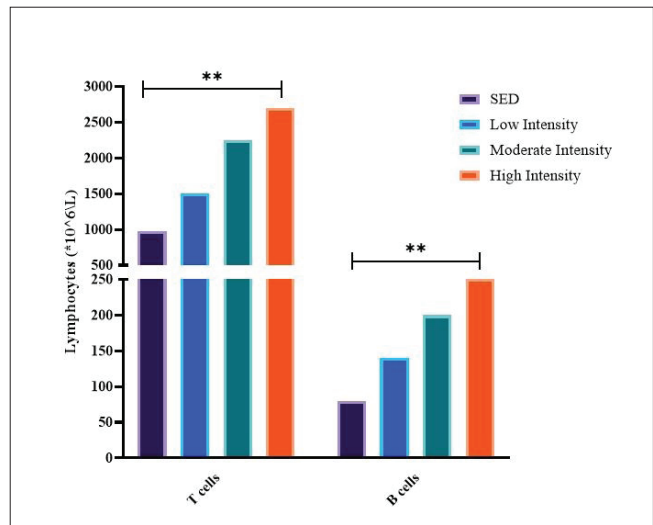 **
3000
2500
2000
1500
1000
500
250
200
150
100
50
0
Lymphocytes (*10^6\L)
**
T cells
B cells
SED
Low Intensity
Moderate Intensity
High Intensity